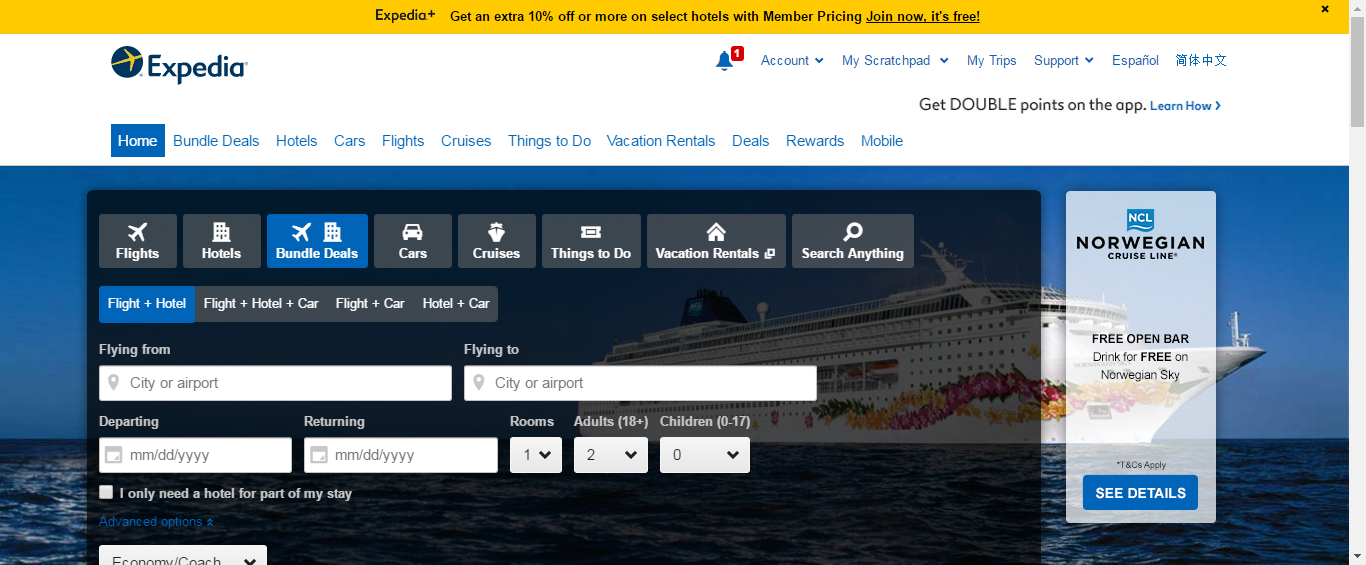 Expedia+ Get an extra 10% off or more on select hotels with Member Pricing Join now, it's free!
Expedia
1 Account My Scratchpad My Trips Support Español 简体中文
Get DOUBLE points on the app. Learn How
Home Bundle Deals Hotels Cars Flights Cruises Things to Do Vacation Rentals Deals Rewards Mobile
Flights Hotels Bundle Deals Cars Cruises Things to Do Vacation Rentals Search Anything
Flight + Hotel Flight + Hotel + Car Flight + Car Hotel + Car
Flying from Flying to
City or airport City or airport
Departing Returning Rooms Adults (18+) Children (0-17)
mm/dd/yyyy mm/dd/yyyy 1 2 0
I only need a hotel for part of my stay
Advanced options
Economy/Coach
NCL
NORWEGIAN
CRUISE LINE®
FREE OPEN BAR
Drink for FREE on
Norwegian Sky
*T&Cs Apply
SEE DETAILS